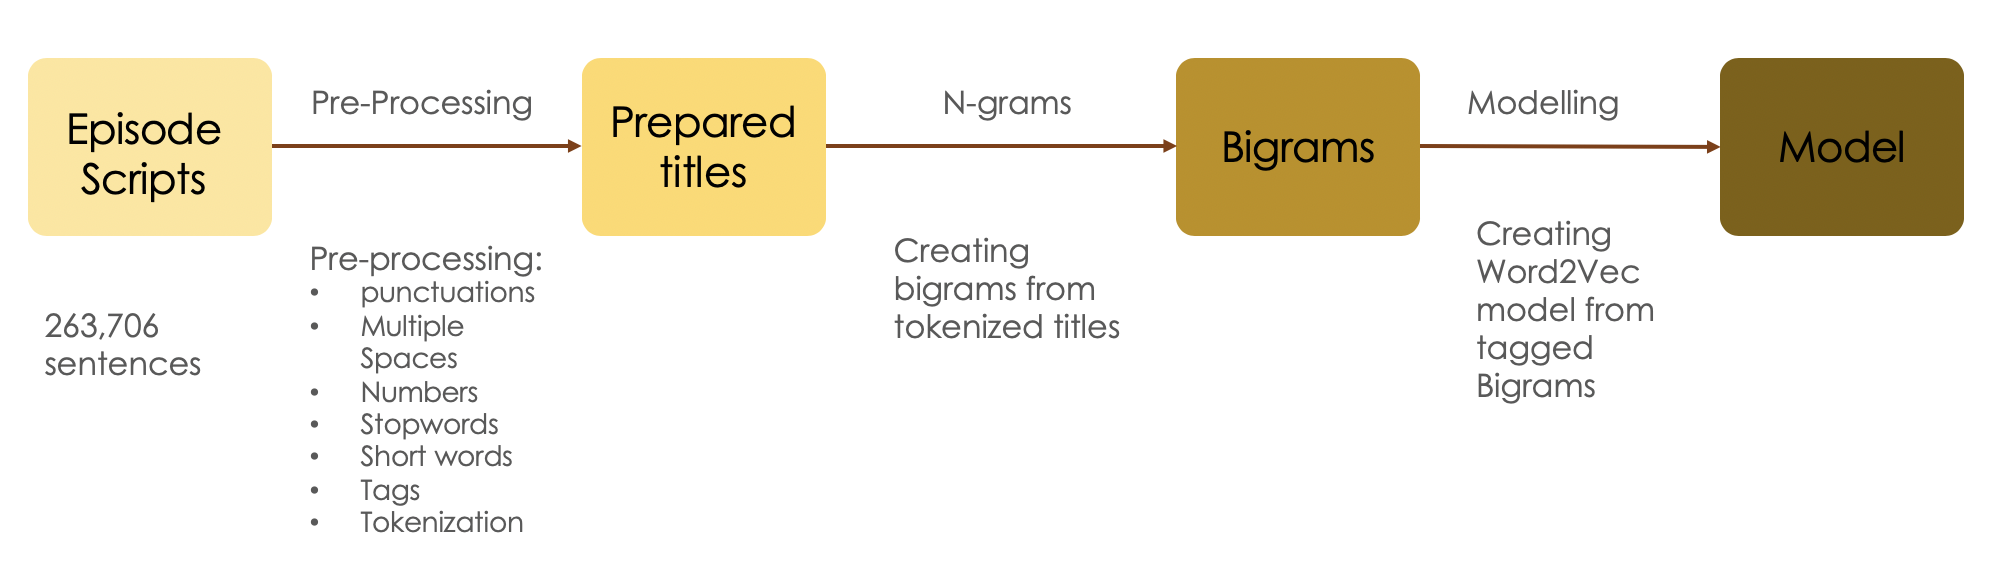 Episode
Scripts
Pre-Processing
Prepared
titles
N-grams
Bigrams
Modelling
Model
263,706
sentences
Pre-processing:
• punctuations
• Multiple
Spaces
• Numbers
• Stopwords
• Short words
• Tags
• Tokenization
Creating
bigrams from
tokenized titles
Creating
Word2Vec
model from
tagged
Bigrams